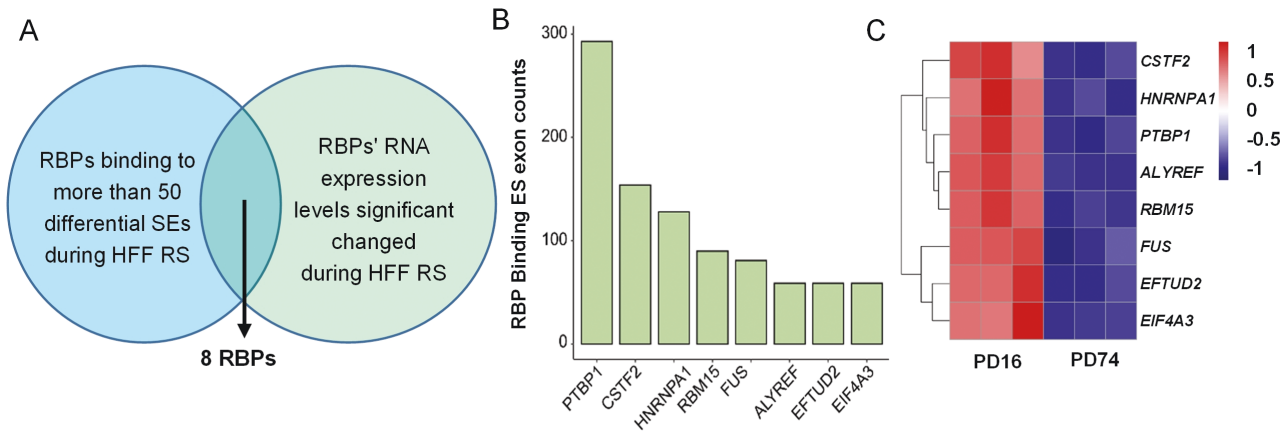 A
RBPs binding to
more than 50
differential SEs
during HFF RS
RBPs' RNA
expression
levels significant
changed
during HFF RS
8 RBPs
B
RBP Binding ES exon counts
300
200
100
0
PTBP1
CSTF2
HNRNPA1
RBM15
FUS
ALYREF
EFTUD2
EIF4A3
C
CSTF2
HNRNPA1
PTBP1
ALYREF
RBM15
FUS
EFTUD2
EIF4A3
PD16
PD74
1
0.5
0
-0.5
-1